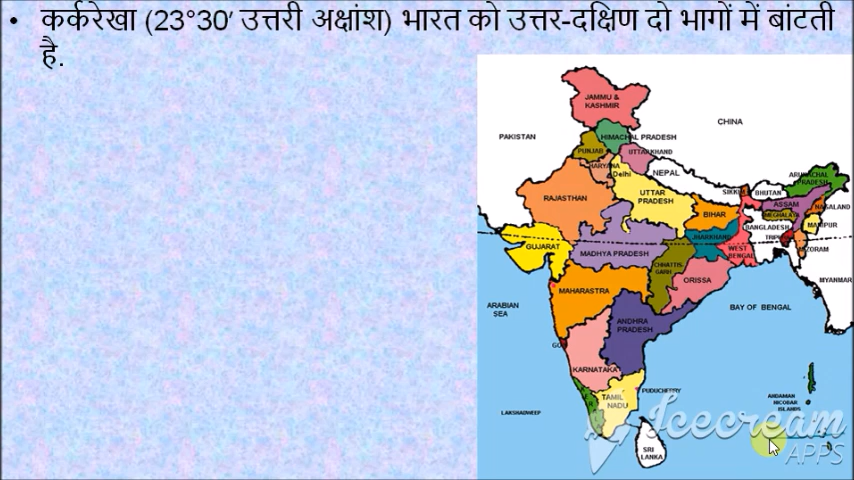 • कर्करेखा (23°30′ उत्तरी अक्षांश) भारत को उत्तर-दक्षिण दो भागों में बांटती
है.
JAMMU &
KASHMIR
CHINA
PAKISTAN
HIMACHAL PRADESH
PUNJAB
UTTARKHAND
HARYANA
Delhi
NEPAL
ARUNACHAL
PRADESH
SIKKIM
BHUTAN
RAJASTHAN
UTTAR
PRADESH
ASSAM
NAGALAND
BIHAR
MEGHALAYA
MANIPUR
BANGLADESH
JHARKHAND
GUJARAT
MADHYA PRADESH
WEST
BENGAL
MIZORAM
CHHATTIS-
GARH
ORISSA
MYANMAR
MAHARASTRA
ARABIAN
SEA
BAY OF BENGAL
ANDHRA
PRADESH
KARNATAKA
PUDUCHERRY
TAMIL
NADU
ANDAMAN
NICOBAR
ISLANDS
LAKSHADWEEP
SRI
LANKA
Icecream
APPS